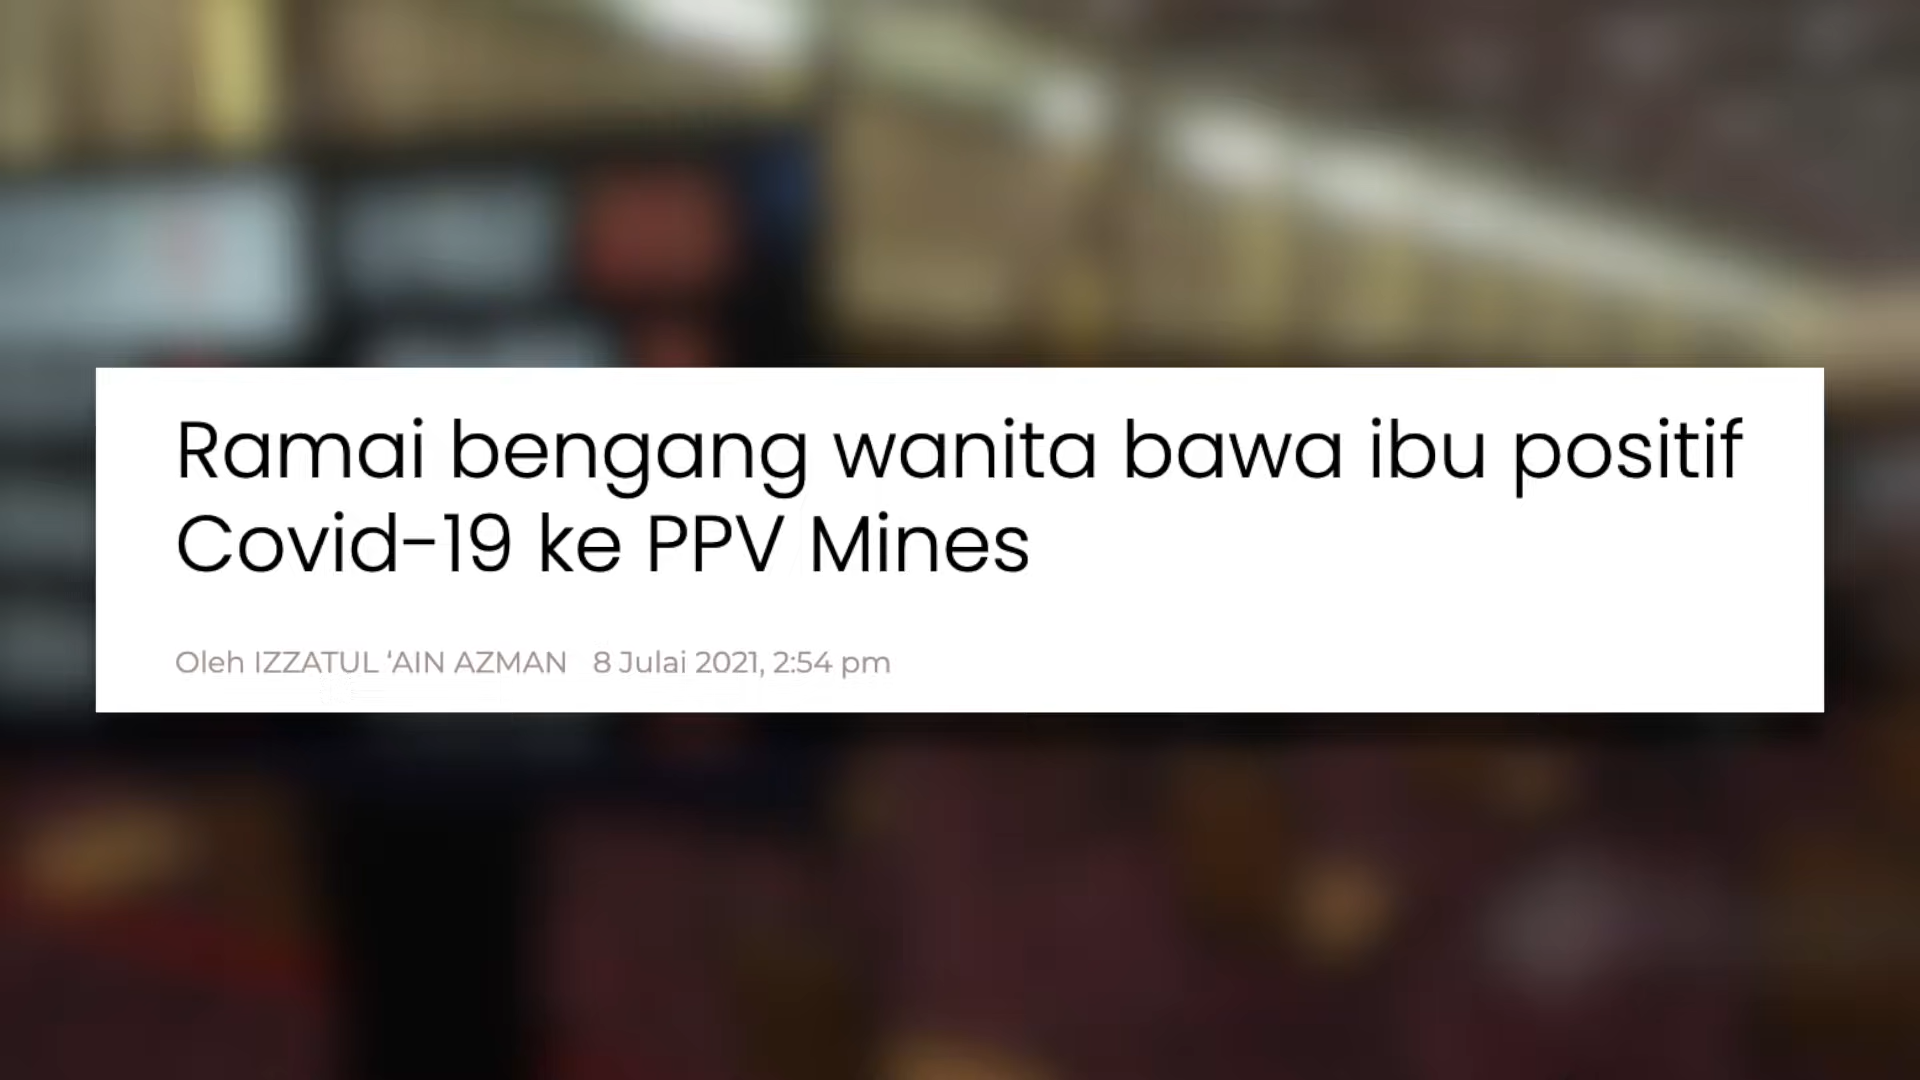 Ramai bengang wanita bawa ibu positif
Covid-19 ke PPV Mines
Oleh IZZATUL ‘AIN AZMAN 8 Julai 2021, 2:54 pm